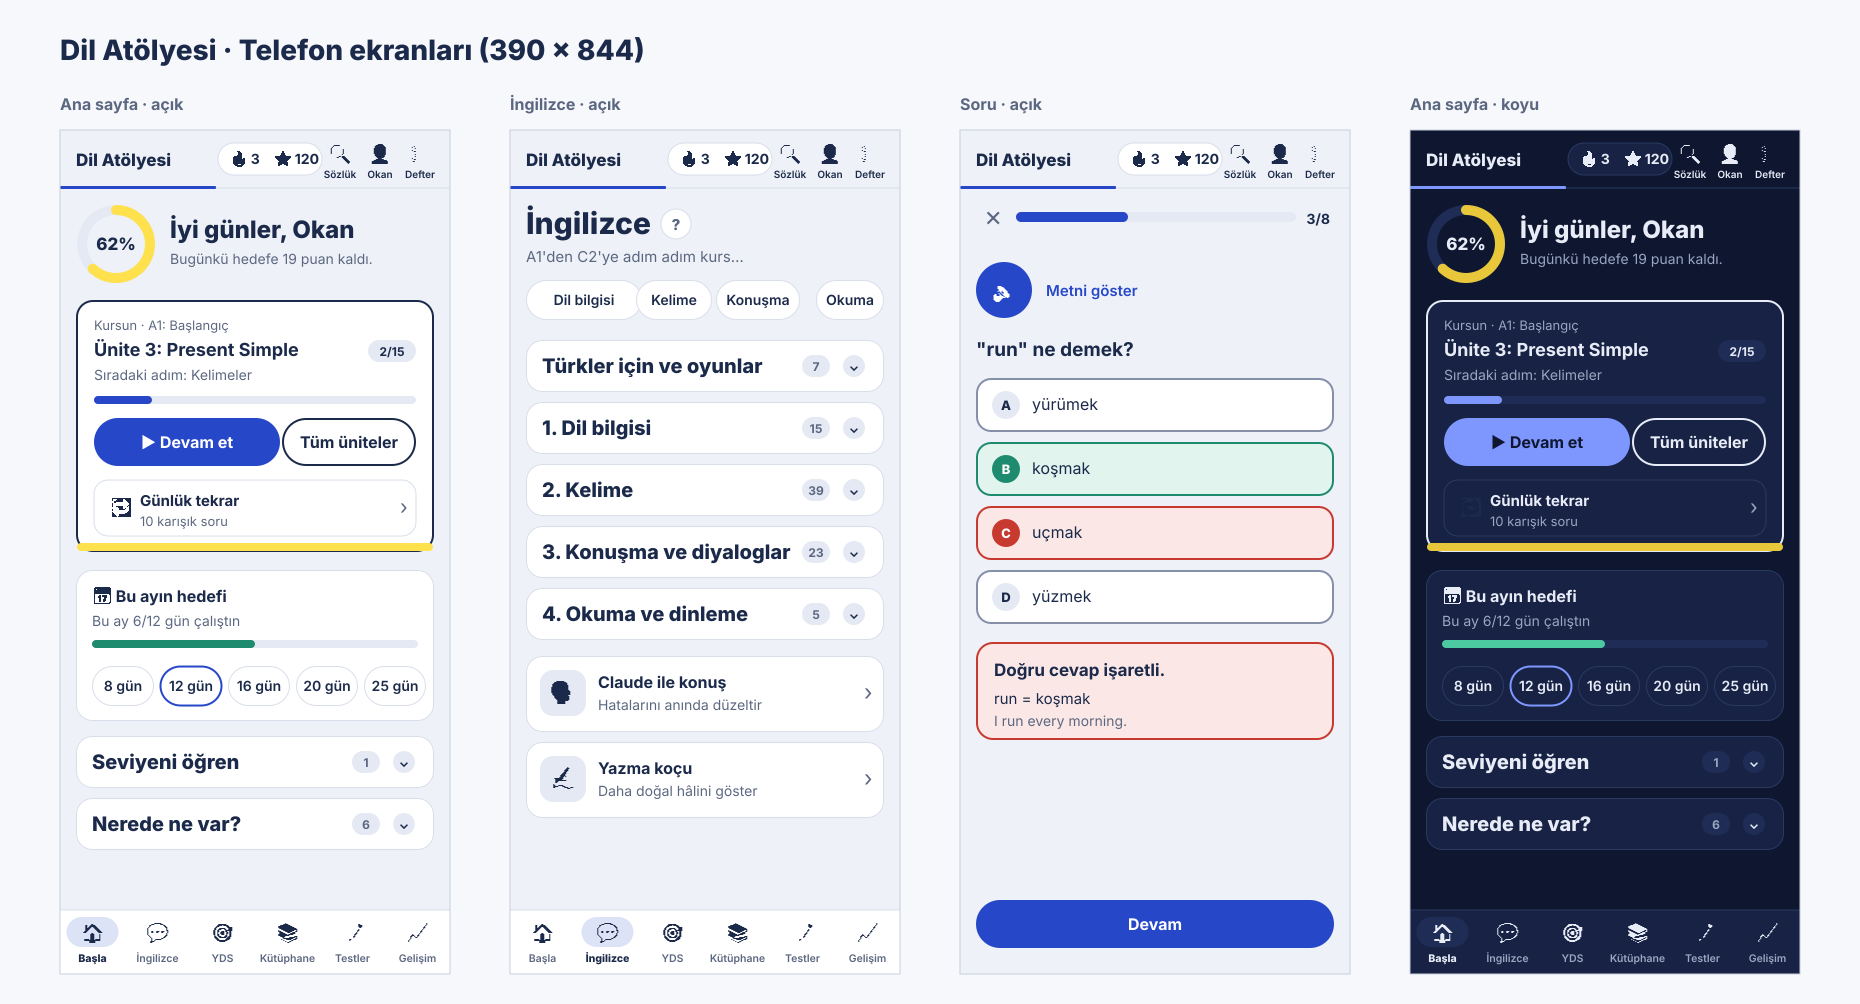 Dil Atölyesi · Telefon ekranları (390 × 844)
Ana sayfa · açık
Dil Atölyesi
3
120
Sözlük
Okan
Defter
62%
İyi günler, Okan
Bugünkü hedefe 19 puan kaldı.
Kursun · A1: Başlangıç
Ünite 3: Present Simple
2/15
Sıradaki adım: Kelimeler
▶ Devam et
Tüm üniteler
Günlük tekrar
10 karışık soru
17
Bu ayın hedefi
Bu ay 6/12 gün çalıştın
8 gün
12 gün
16 gün
20 gün
25 gün
Seviyeni öğren
1
Nerede ne var?
6
Başla
İngilizce
YDS
Kütüphane
Testler
Gelişim
İngilizce · açık
Dil Atölyesi
3
120
Sözlük
Okan
Defter
İngilizce
?
A1'den C2'ye adım adım kurs...
Dil bilgisi
Kelime
Konuşma
Okuma
Türkler için ve oyunlar
7
1. Dil bilgisi
15
2. Kelime
39
3. Konuşma ve diyaloglar
23
4. Okuma ve dinleme
5
Claude ile konuş
Hatalarını anında düzeltir
Yazma koçu
Daha doğal hâlini göster
Başla
İngilizce
YDS
Kütüphane
Testler
Gelişim
Soru · açık
Dil Atölyesi
3
120
Sözlük
Okan
Defter
3/8
Metni göster
"run" ne demek?
A
yürümek
B
koşmak
C
uçmak
D
yüzmek
Doğru cevap işaretli.
run = koşmak
I run every morning.
Devam
Ana sayfa · koyu
Dil Atölyesi
3
120
Sözlük
Okan
Defter
62%
İyi günler, Okan
Bugünkü hedefe 19 puan kaldı.
Kursun · A1: Başlangıç
Ünite 3: Present Simple
2/15
Sıradaki adım: Kelimeler
▶ Devam et
Tüm üniteler
Günlük tekrar
10 karışık soru
17
Bu ayın hedefi
Bu ay 6/12 gün çalıştın
8 gün
12 gün
16 gün
20 gün
25 gün
Seviyeni öğren
1
Nerede ne var?
6
Başla
İngilizce
YDS
Kütüphane
Testler
Gelişim